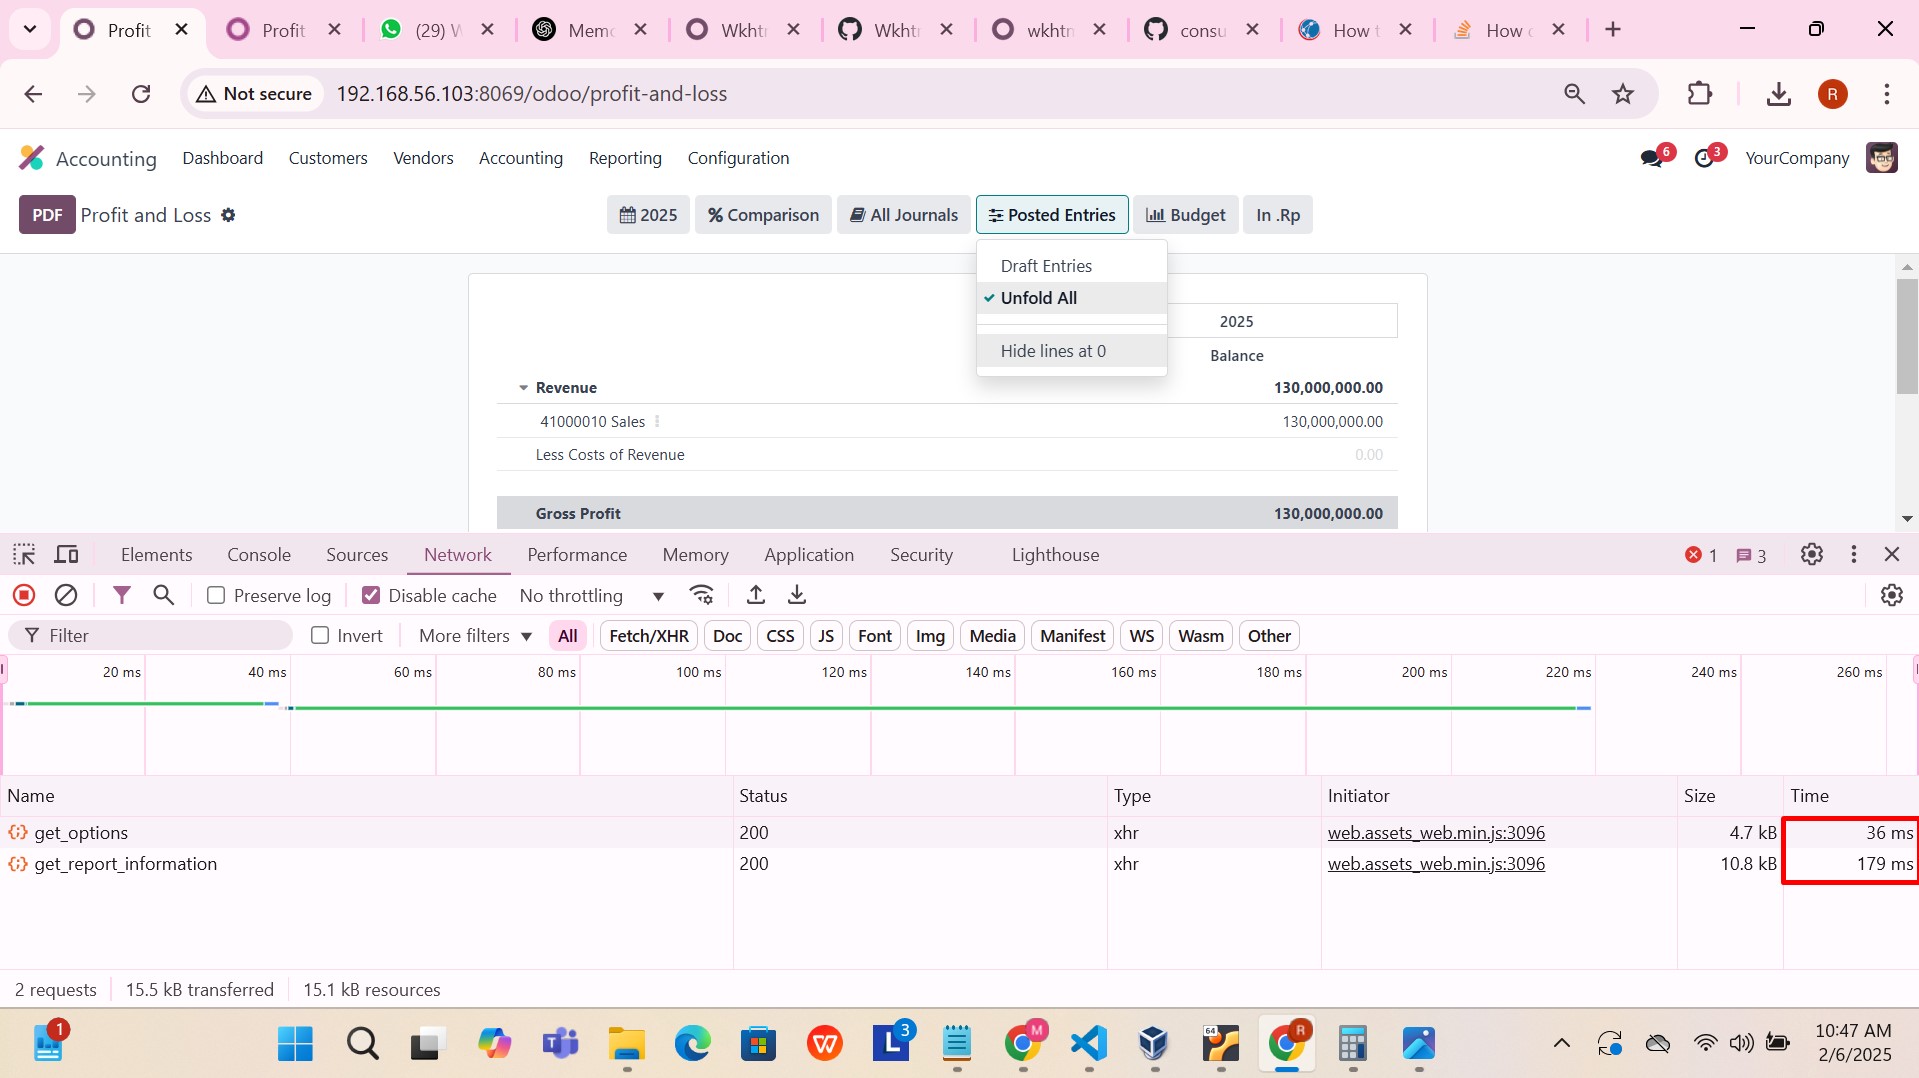 Profit
Profit
(29) W
Memo
Wkht
Wkht
wkhtn
consu
How t
How
Not secure
192.168.56.103:8069/odoo/profit-and-loss
R
Accounting
Dashboard
Customers
Vendors
Accounting
Reporting
Configuration
6
3
YourCompany
PDF
Profit and Loss
2025
% Comparison
All Journals
Posted Entries
Budget
In .Rp
Draft Entries
Unfold All
Hide lines at 0
2025
Balance
Revenue 130,000,000.00
41000010 Sales 130,000,000.00
Less Costs of Revenue 0.00
Gross Profit 130,000,000.00
Elements
Console
Sources
Network
Performance
Memory
Application
Security
Lighthouse
1
3
Preserve log
Disable cache
No throttling
Filter
Invert
More filters
All
Fetch/XHR
Doc
CSS
JS
Font
Img
Media
Manifest
WS
Wasm
Other
20 ms
40 ms
60 ms
80 ms
100 ms
120 ms
140 ms
160 ms
180 ms
200 ms
220 ms
240 ms
260 ms
Name Status Type Initiator Size Time
get_options 200 xhr web.assets_web.min.js:3096 4.7 kB 36 ms
get_report_information 200 xhr web.assets_web.min.js:3096 10.8 kB 179 ms
2 requests
15.5 kB transferred
15.1 kB resources
1
L
3
M
64
R
10:47 AM
2/6/2025